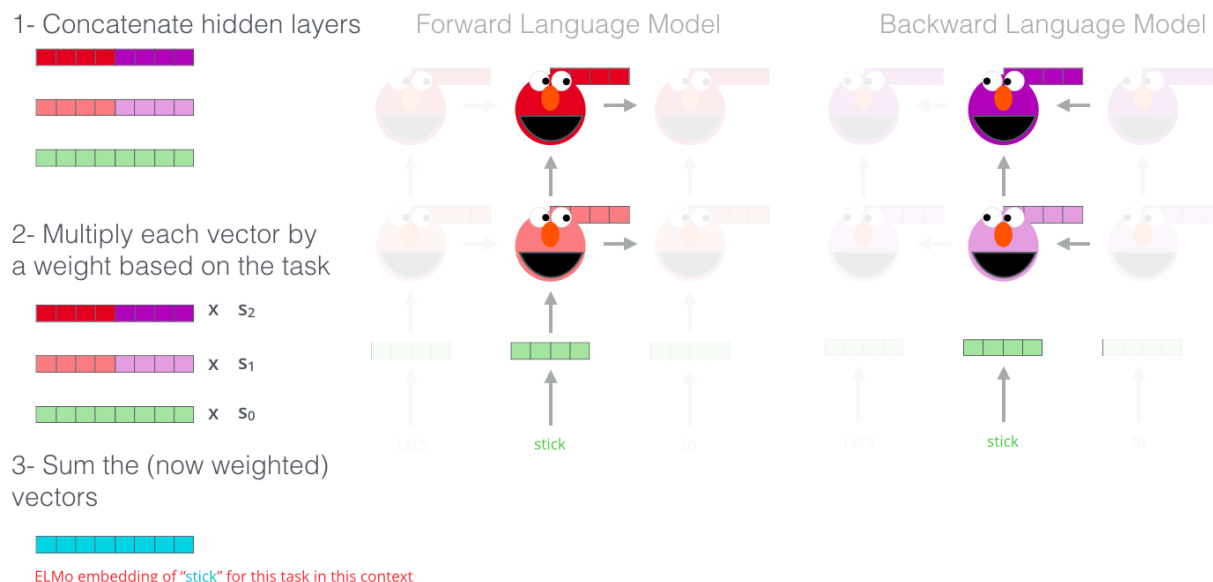 1- Concatenate hidden layers
Forward Language Model
Backward Language Model
2- Multiply each vector by
a weight based on the task
X S2
X S1
X S0
Let's
stick
to
Let's
stick
to
3- Sum the (now weighted)
vectors
ELMo embedding of “stick” for this task in this context